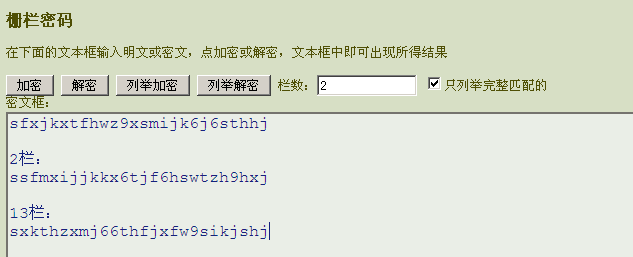 栅栏密码
在下面的文本框输入明文或密文，点加密或解密，文本框中即可出现所得结果
加密 解密 列举加密 列举解密 栏数： 2 只列举完整匹配的
密文框：
sfxjkxtfhwz9xsmijk6j6sthhj
2栏：
ssfmxijjkkx6tjf6hswtzh9hxj
13栏：
sxkthzxmj66thfjxfw9sikjshj